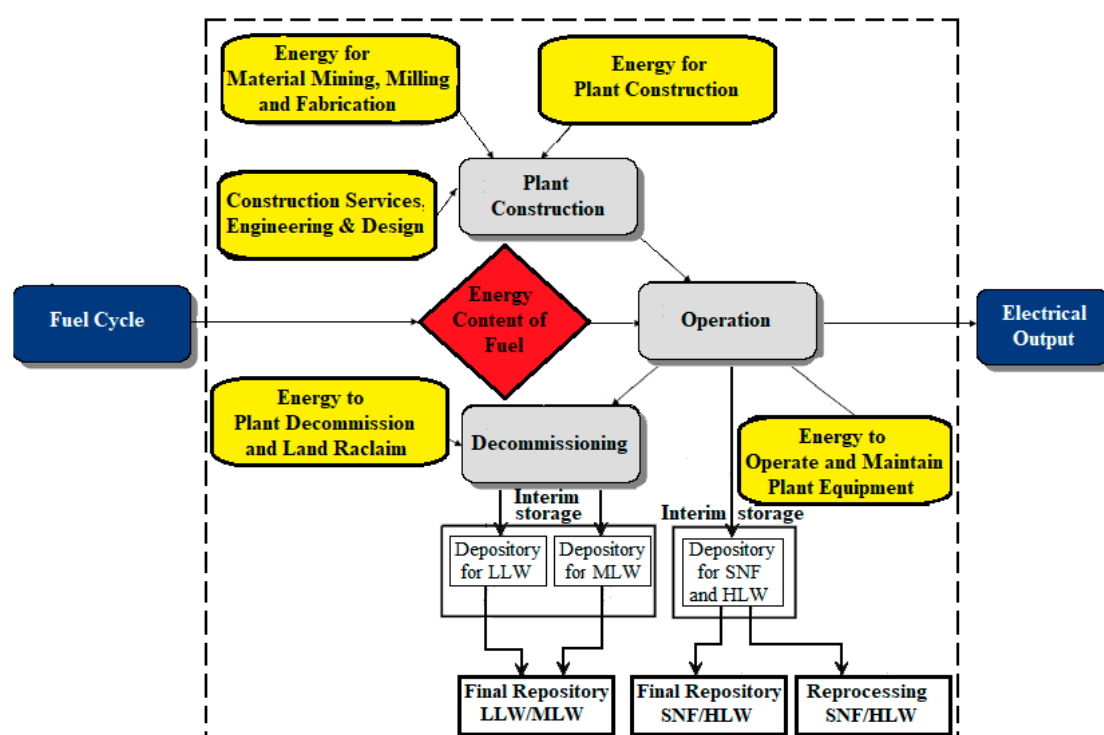 Energy for
Material Mining, Milling
and Fabrication
Energy for
Plant Construction
Plant
Construction
Construction Services,
Engineering & Design
Fuel Cycle
Energy
Content of
Fuel
Operation
Electrical
Output
Energy to
Plant Decommission
and Land Raclaim
Decommissioning
Energy to
Operate and Maintain
Plant Equipment
Interim
storage
Interim storage
Depository
for LLW
Depository
for MLW
Depository
for SNF
and HLW
Final Repository
LLW/MLW
Final Repository
SNF/HLW
Reprocessing
SNF/HLW